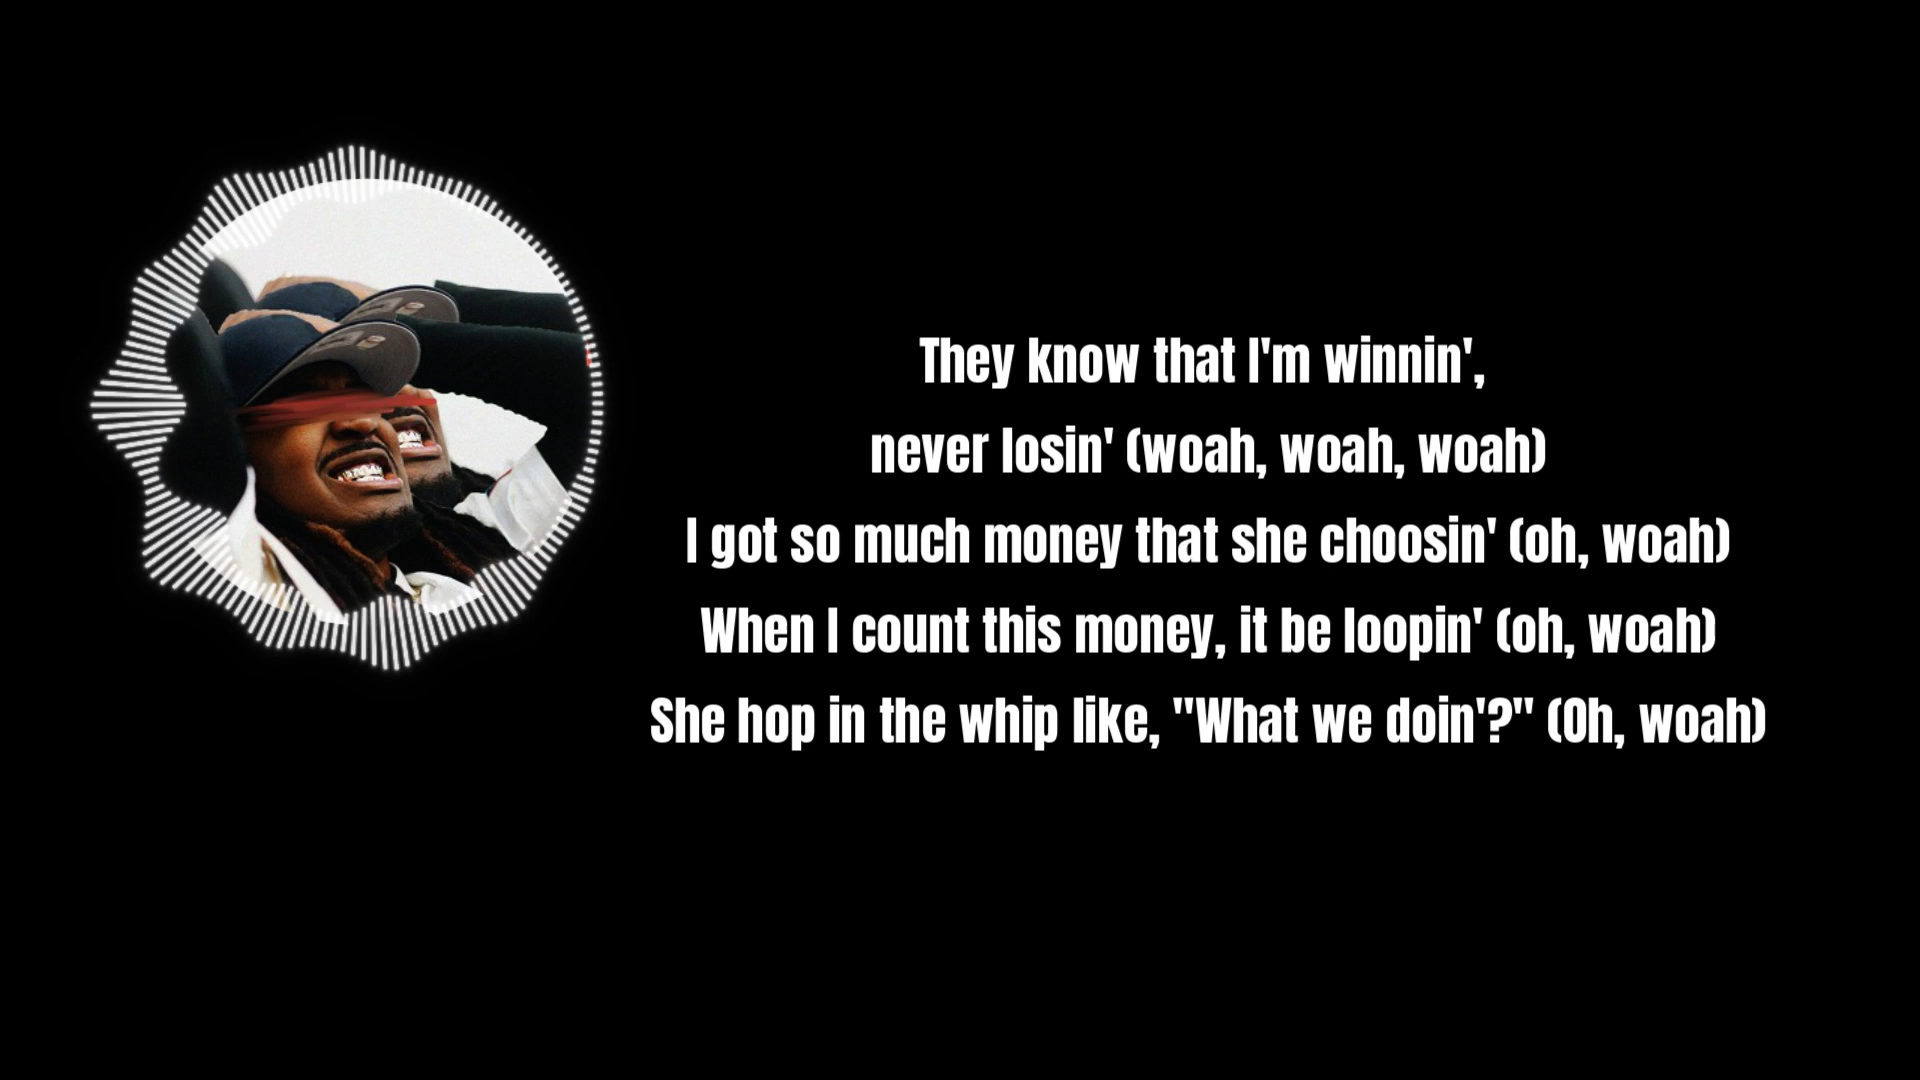 They know that I'm winnin',
never losin' (woah, woah, woah)
I got so much money that she choosin' (oh, woah)
When I count this money, it be loopin' (oh, woah)
She hop in the whip like, "What we doin'?" (Oh, woah)